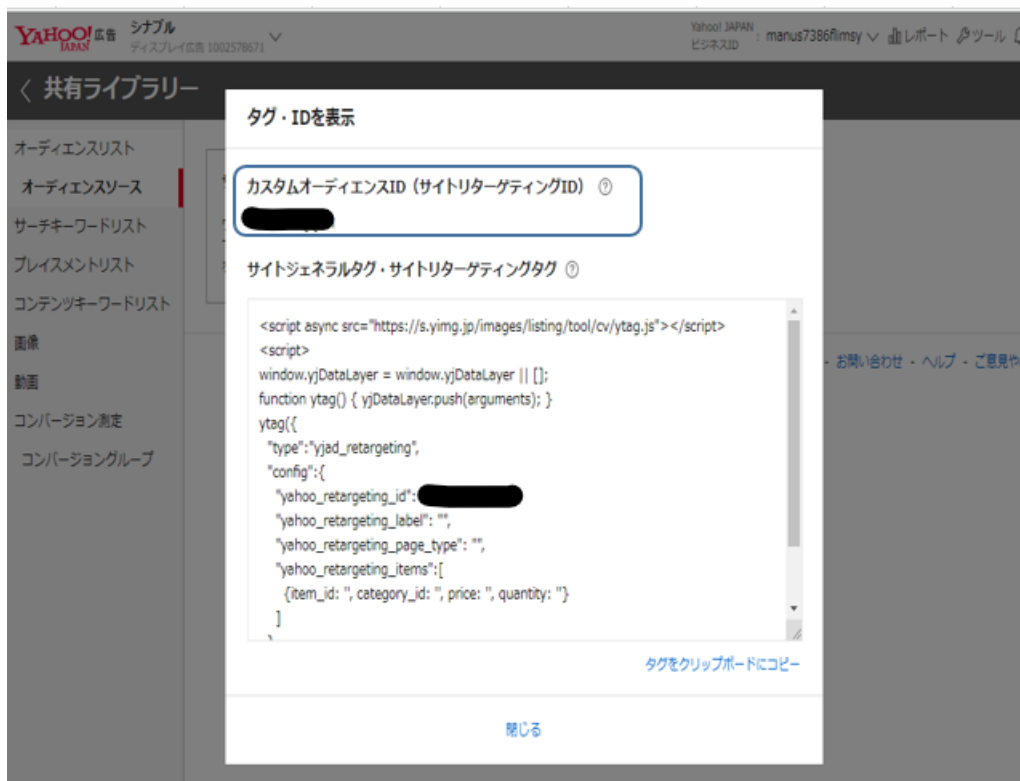 YAHOO! JAPAN 広告
シナプル
ディスプレイ広告 1002578671
Yahoo! JAPAN ビジネスID : manus7386flimsy
レポート
ツール
共有ライブラリー
オーディエンスリスト
オーディエンスソース
サーチキーワードリスト
プレイスメントリスト
コンテンツキーワードリスト
画像
動画
コンバージョン測定
コンバージョングループ
タグ・IDを表示
カスタムオーディエンスID（サイトリターゲティングID） ?
サイトジェネラルタグ・サイトリターゲティングタグ ?
<script async src="https://s.yimg.jp/images/listing/tool/cv/ytag.js"></script>
<script>
window.yjDataLayer = window.yjDataLayer || [];
function ytag() { yjDataLayer.push(arguments); }
ytag({
"type":"yjad_retargeting",
"config":{
"yahoo_retargeting_id":
"yahoo_retargeting_label": "",
"yahoo_retargeting_page_type": "",
"yahoo_retargeting_items":[
{item_id: '', category_id: '', price: '', quantity: ''}
]
タグをクリップボードにコピー
閉じる
- お問い合わせ - ヘルプ - ご意見や